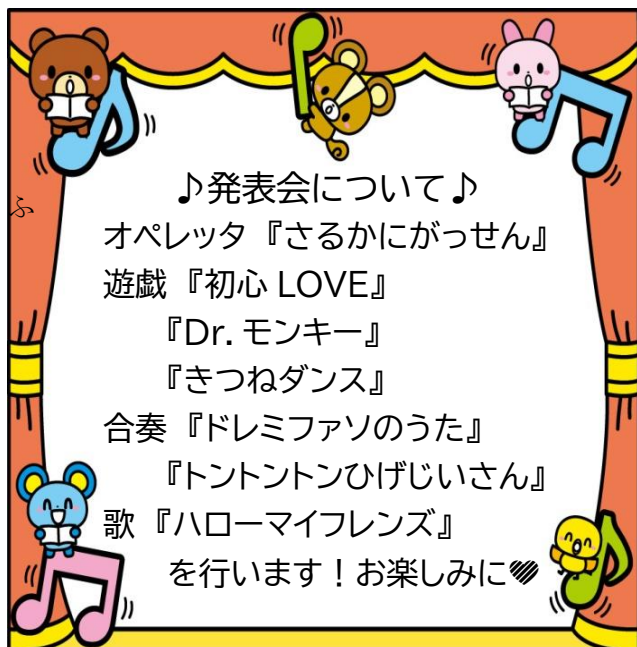 ♪発表会について♪
ふ
オペレッタ『さるかにがっせん』
遊戯『初心 LOVE』
『Dr.モンキー』
『きつねダンス』
合奏『ドレミファソのうた』
『トントントンひげじいさん』
歌『ハローマイフレンズ』
を行います！お楽しみに♥